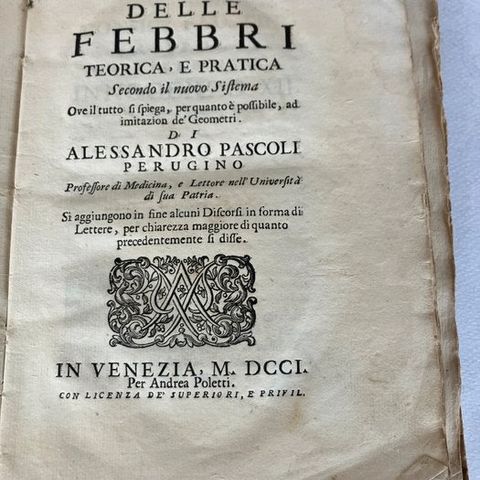 DELLE
FEBBRI
TEORICA, E PRATICA
Secondo il nuovo Siſtema
Ove il tutto ſi ſpiega, per quanto è poſſibile, ad
imitazion de' Geometri.
DI
ALESSANDRO PASCOLI
PERUGINO
Profeſſore di Medicina, e Lettore nell'Univerſità
di ſua Patria.
Si aggiungono in fine alcuni Diſcorſi in forma di
Lettere, per chiarezza maggiore di quanto
precedentemente ſi diſſe.
IN VENEZIA, M. DCCI.
Per Andrea Poletti.
CON LICENZA DE' SUPERIORI, E PRIVIL.